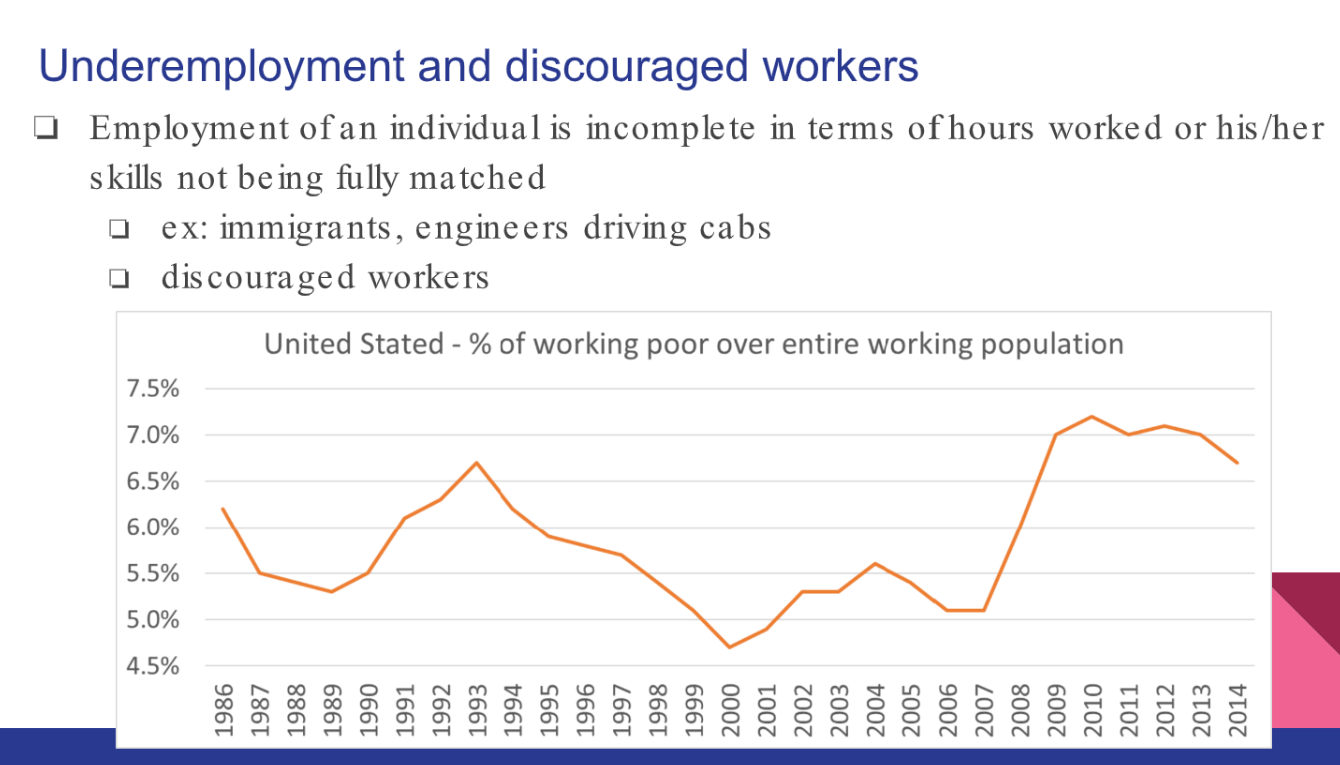 Underemployment and discouraged workers
❏ Employment of an individual is incomplete in terms of hours worked or his/her
skills not being fully matched
❏ ex: immigrants, engineers driving cabs
❏ discouraged workers
United Stated - % of working poor over entire working population
7.5%
7.0%
6.5%
6.0%
5.5%
5.0%
4.5%
1986 1987 1988 1989 1990 1991 1992 1993 1994 1995 1996 1997 1998 1999 2000 2001 2002 2003 2004 2005 2006 2007 2008 2009 2010 2011 2012 2013 2014